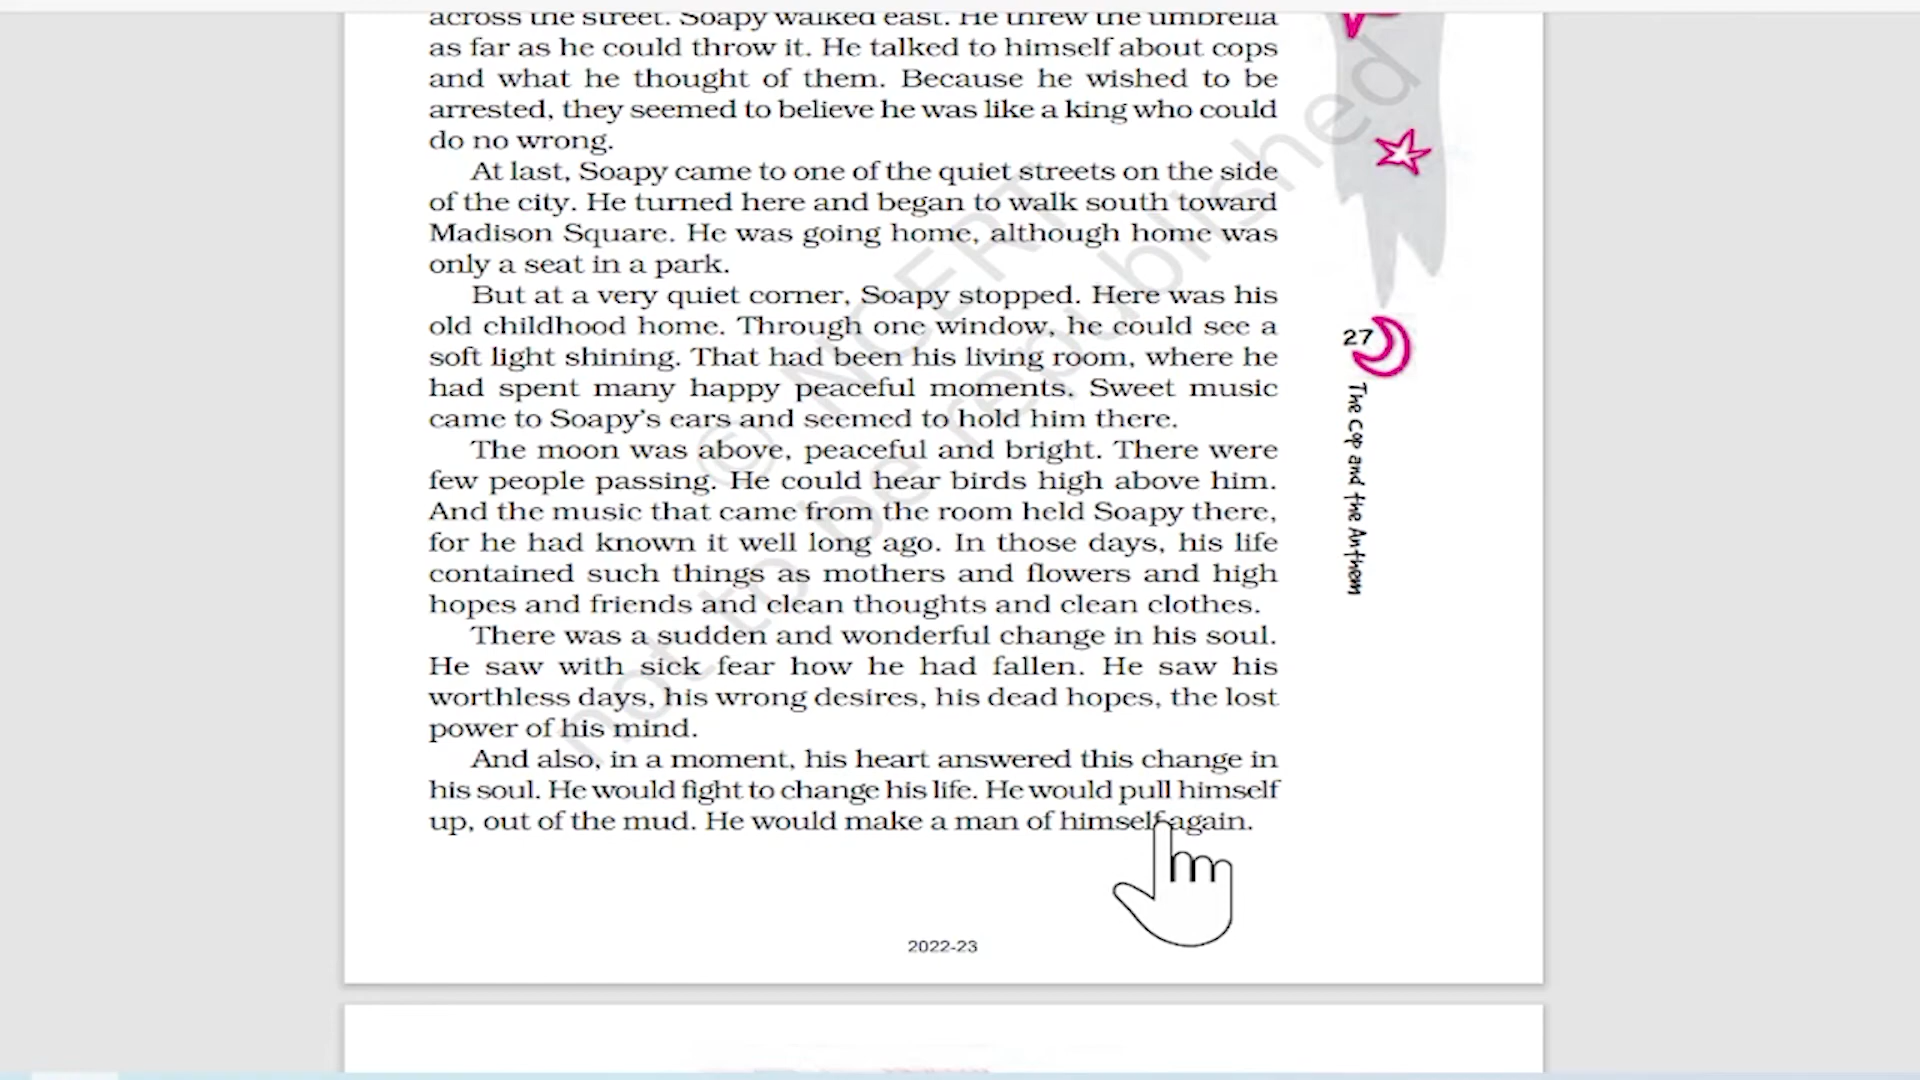 across the street. Soapy walked east. He threw the umbrella
as far as he could throw it. He talked to himself about cops
and what he thought of them. Because he wished to be
arrested, they seemed to believe he was like a king who could
do no wrong.
At last, Soapy came to one of the quiet streets on the side
of the city. He turned here and began to walk south toward
Madison Square. He was going home, although home was
only a seat in a park.
But at a very quiet corner, Soapy stopped. Here was his
old childhood home. Through one window, he could see a
soft light shining. That had been his living room, where he
had spent many happy peaceful moments. Sweet music
came to Soapy's ears and seemed to hold him there.
The moon was above, peaceful and bright. There were
few people passing. He could hear birds high above him.
And the music that came from the room held Soapy there,
for he had known it well long ago. In those days, his life
contained such things as mothers and flowers and high
hopes and friends and clean thoughts and clean clothes.
There was a sudden and wonderful change in his soul.
He saw with sick fear how he had fallen. He saw his
worthless days, his wrong desires, his dead hopes, the lost
power of his mind.
And also, in a moment, his heart answered this change in
his soul. He would fight to change his life. He would pull himself
up, out of the mud. He would make a man of himself again.
2022-23
27
The Cop and the Anthem
© NCERT
not to be republished